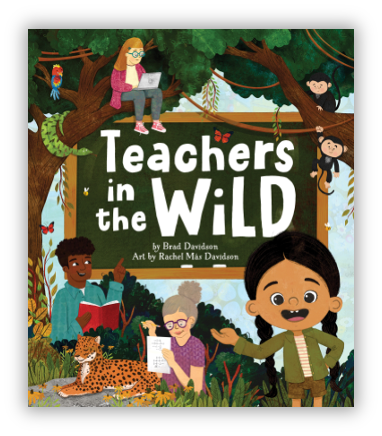 Teachers
in
the WiLD
by Brad Davidson
Art by Rachel Más Davidson